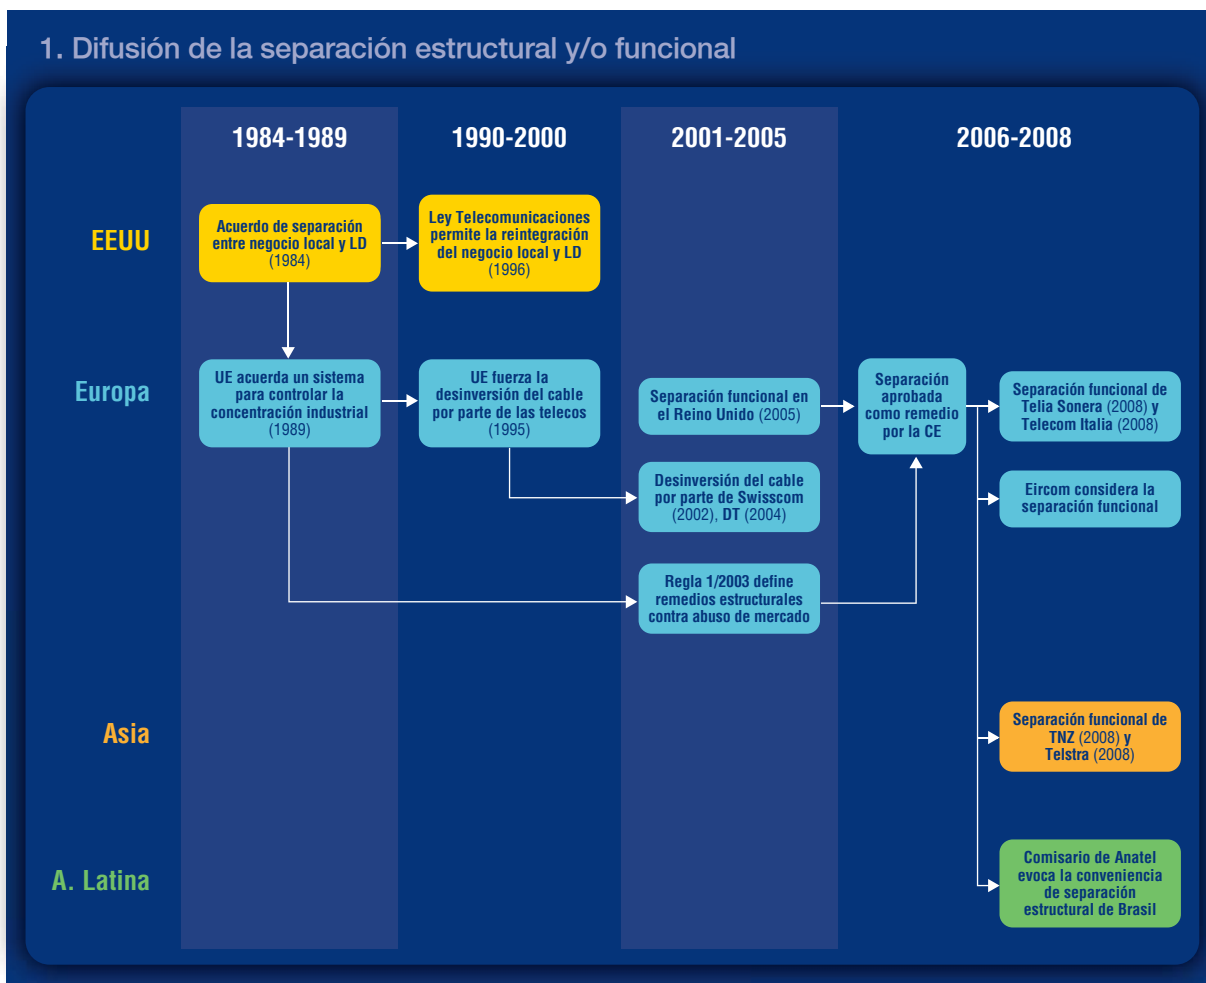 1. Difusión de la separación estructural y/o funcional
1984-1989
1990-2000
2001-2005
2006-2008
EEUU
Acuerdo de separación
entre negocio local y LD
(1984)
Ley Telecomunicaciones
permite la reintegración
del negocio local y LD
(1996)
Europa
UE acuerda un sistema
para controlar la
concentración industrial
(1989)
UE fuerza la
desinversión del cable
por parte de las telecos
(1995)
Separación funcional en
el Reino Unido (2005)
Separación
aprobada
como remedio
por la CE
Separación funcional de
Telia Sonera (2008) y
Telecom Italia (2008)
Desinversión del cable
por parte de Swisscom
(2002), DT (2004)
Eircom considera la
separación funcional
Regla 1/2003 define
remedios estructurales
contra abuso de mercado
Asia
Separación funcional de
TNZ (2008) y
Telstra (2008)
A. Latina
Comisario de Anatel
evoca la conveniencia
de separación
estructural de Brasil